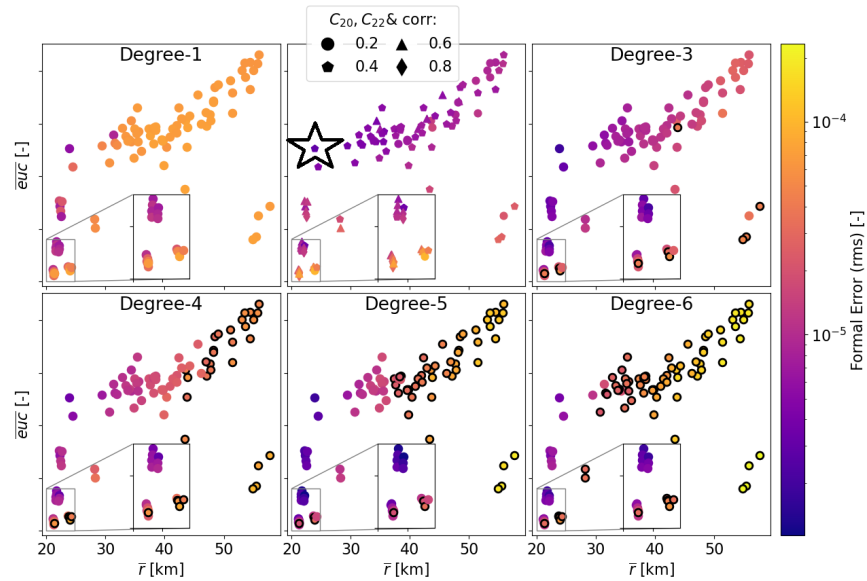 C₂₀, C₂₂& corr:
0.2 0.6
0.4 0.8
Degree-1
Degree-3
Degree-4
Degree-5
Degree-6
euc [-]
euc [-]
20 30 40 50
20 30 40 50
20 30 40 50
r̅ [km]
r̅ [km]
r̅ [km]
10⁻⁴
10⁻⁵
Formal Error (rms) [-]